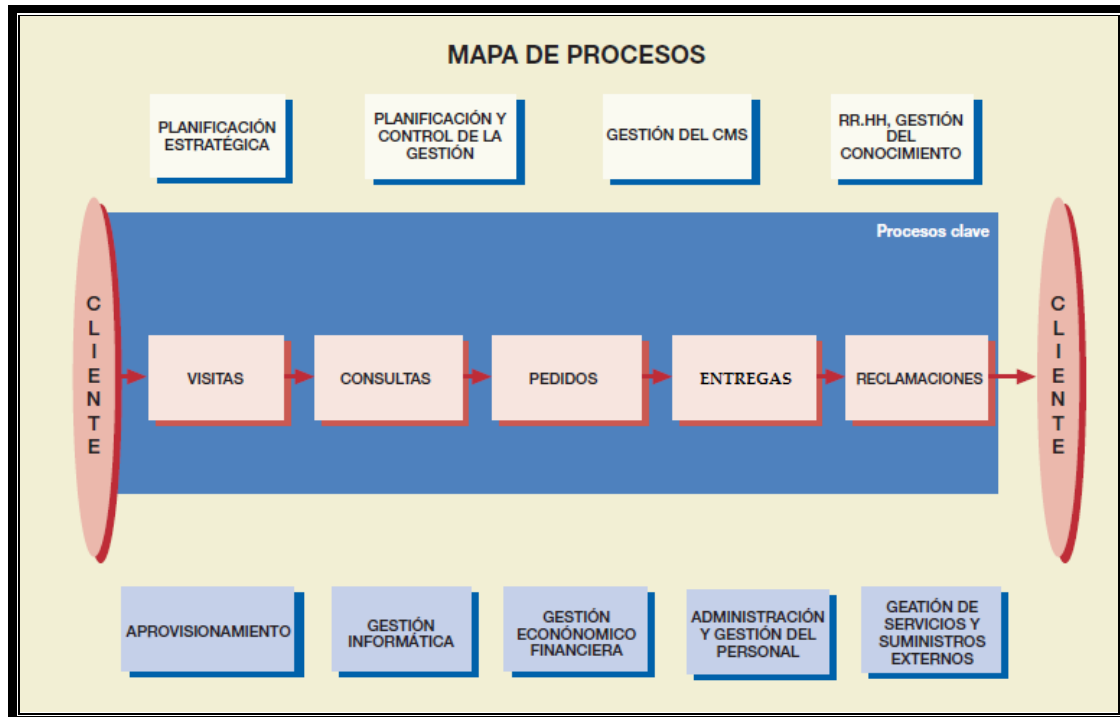 MAPA DE PROCESOS
PLANIFICACIÓN
ESTRATÉGICA
PLANIFICACIÓN Y
CONTROL DE LA
GESTIÓN
GESTIÓN DEL CMS
RR.HH, GESTIÓN
DEL
CONOCIMIENTO
Procesos clave
CLIENTE
VISITAS
CONSULTAS
PEDIDOS
ENTREGAS
RECLAMACIONES
CLIENTE
APROVISIONAMIENTO
GESTIÓN
INFORMÁTICA
GESTIÓN
ECONÓNOMICO
FINANCIERA
ADMINISTRACIÓN
Y GESTIÓN DEL
PERSONAL
GEATIÓN DE
SERVICIOS Y
SUMINISTROS
EXTERNOS